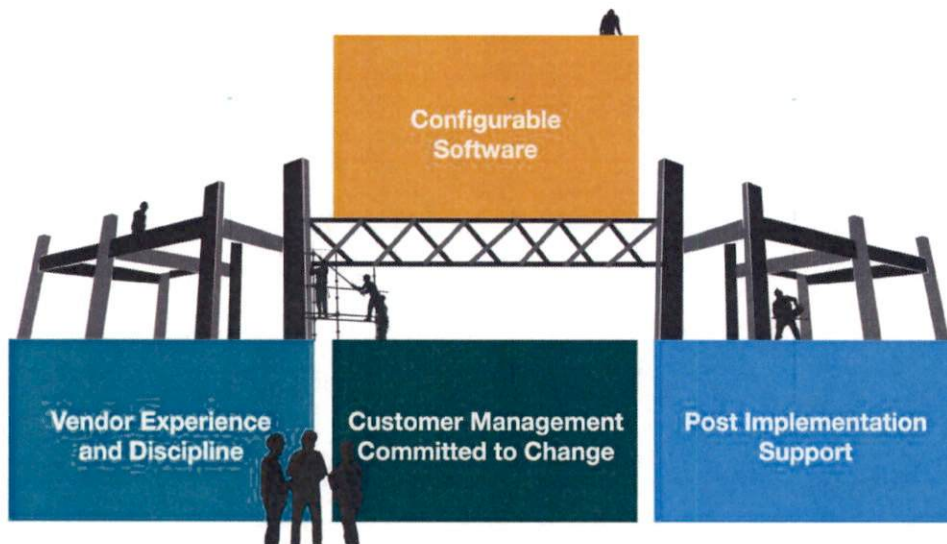 Configurable
Software
Vendor Experience
and Discipline
Customer Management
Committed to Change
Post Implementation
Support